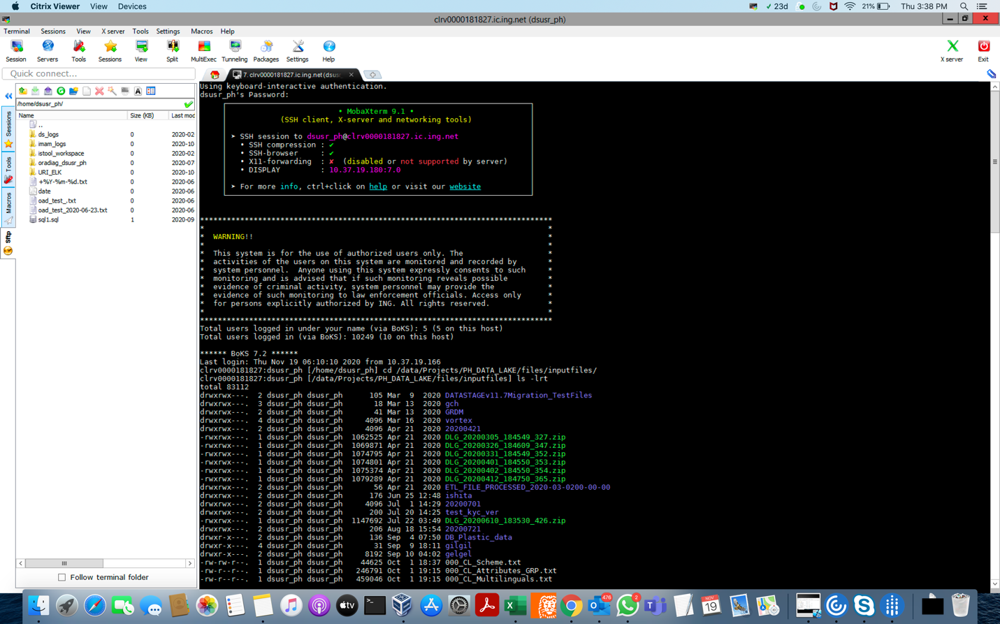 Citrix Viewer View Devices 23d 21% Thu 3:38 PM
clrv0000181827.ic.ing.net (dsusr_ph)
Terminal Sessions View X server Tools Settings Macros Help
Session Servers Tools Sessions View Split MultiExec Tunneling Packages Settings Help X server Exit
Quick connect...
7. clrv0000181827.ic.ing.net (dsus
/home/dsusr_ph/
Name Size (KB) Last mod
..
ds_logs 0 2020-02
imam_logs 0 2020-10
istool_workspace 0 2020-02
oradiag_dsusr_ph 0 2020-07
URI_ELK 0 2020-10
+%Y-%m-%d.txt 0 2020-06
date 0 2020-06
oad_test_.txt 0 2020-06
oad_test_2020-06-23.txt 0 2020-06
sql1.sql 1 2020-09
Sessions
Tools
Macros
Sftp
Follow terminal folder
Using keyboard-interactive authentication.
dsusr_ph's Password:
• MobaXterm 9.1 •
(SSH client, X-server and networking tools)
➤ SSH session to dsusr_ph@clrv0000181827.ic.ing.net
• SSH compression : ✔
• SSH-browser : ✔
• X11-forwarding : ✘ (disabled or not supported by server)
• DISPLAY : 10.37.19.180:7.0
➤ For more info, ctrl+click on help or visit our website
********************************************************************************
* *
* WARNING!! *
* *
* This system is for the use of authorized users only. The *
* activities of the users on this system are monitored and recorded by *
* system personnel. Anyone using this system expressly consents to such *
* monitoring and is advised that if such monitoring reveals possible *
* evidence of criminal activity, system personnel may provide the *
* evidence of such monitoring to law enforcement officials. Access only *
* for persons explicitly authorized by ING. All rights reserved. *
* *
********************************************************************************
Total users logged in under your name (via BoKS): 5 (5 on this host)
Total users logged in (via BoKS): 10249 (10 on this host)
****** BoKS 7.2 ******
Last login: Thu Nov 19 06:10:10 2020 from 10.37.19.166
clrv0000181827:dsusr_ph [/home/dsusr_ph] cd /data/Projects/PH_DATA_LAKE/files/inputfiles/
clrv0000181827:dsusr_ph [/data/Projects/PH_DATA_LAKE/files/inputfiles] ls -lrt
total 83112
drwxrwx---. 2 dsusr_ph dsusr_ph 105 Mar 9 2020 DATASTAGEv11.7Migration_TestFiles
drwxrwx---. 3 dsusr_ph dsusr_ph 18 Mar 13 2020 gch
drwxrwx---. 2 dsusr_ph dsusr_ph 41 Mar 13 2020 GRDM
drwxrwx---. 4 dsusr_ph dsusr_ph 4096 Mar 16 2020 vortex
drwxrwx---. 2 dsusr_ph dsusr_ph 4096 Apr 21 2020 20200421
-rwxrwx---. 1 dsusr_ph dsusr_ph 1062525 Apr 21 2020 DLG_20200305_184549_327.zip
-rwxrwx---. 1 dsusr_ph dsusr_ph 1069871 Apr 21 2020 DLG_20200326_184609_347.zip
-rwxrwx---. 1 dsusr_ph dsusr_ph 1074795 Apr 21 2020 DLG_20200331_184549_352.zip
-rwxrwx---. 1 dsusr_ph dsusr_ph 1074801 Apr 21 2020 DLG_20200401_184550_353.zip
-rwxrwx---. 1 dsusr_ph dsusr_ph 1075374 Apr 21 2020 DLG_20200402_184550_354.zip
-rwxrwx---. 1 dsusr_ph dsusr_ph 1079289 Apr 21 2020 DLG_20200412_184750_365.zip
drwxrwx---. 2 dsusr_ph dsusr_ph 56 Apr 21 2020 ETL_FILE_PROCESSED_2020-03-0200-00-00
drwxrwx---. 2 dsusr_ph dsusr_ph 176 Jun 25 12:48 ishita
drwxrwx---. 2 dsusr_ph dsusr_ph 4096 Jul 1 14:29 20200701
drwxrwx---. 2 dsusr_ph dsusr_ph 200 Jul 20 14:25 test_kyc_ver
-rwxrwx---. 1 dsusr_ph dsusr_ph 1147692 Jul 22 03:49 DLG_20200610_183530_426.zip
drwxrwx---. 2 dsusr_ph dsusr_ph 206 Aug 18 15:54 20200721
drwxr-x---. 2 dsusr_ph dsusr_ph 136 Sep 4 07:50 DB_Plastic_data
drwxr-x---. 4 dsusr_ph dsusr_ph 31 Sep 9 18:11 gilgil
drwxr-x---. 2 dsusr_ph dsusr_ph 8192 Sep 10 04:02 gelgel
-rw-rw-r--. 1 dsusr_ph dsusr_ph 44625 Oct 1 18:37 000_CL_Scheme.txt
-rw-r--r--. 1 dsusr_ph dsusr_ph 246791 Oct 1 19:15 000_CL_Attributes_GRP.txt
-rw-r--r--. 1 dsusr_ph dsusr_ph 459046 Oct 1 19:15 000_CL_Multilinguals.txt
tv
476
2
NOV
19